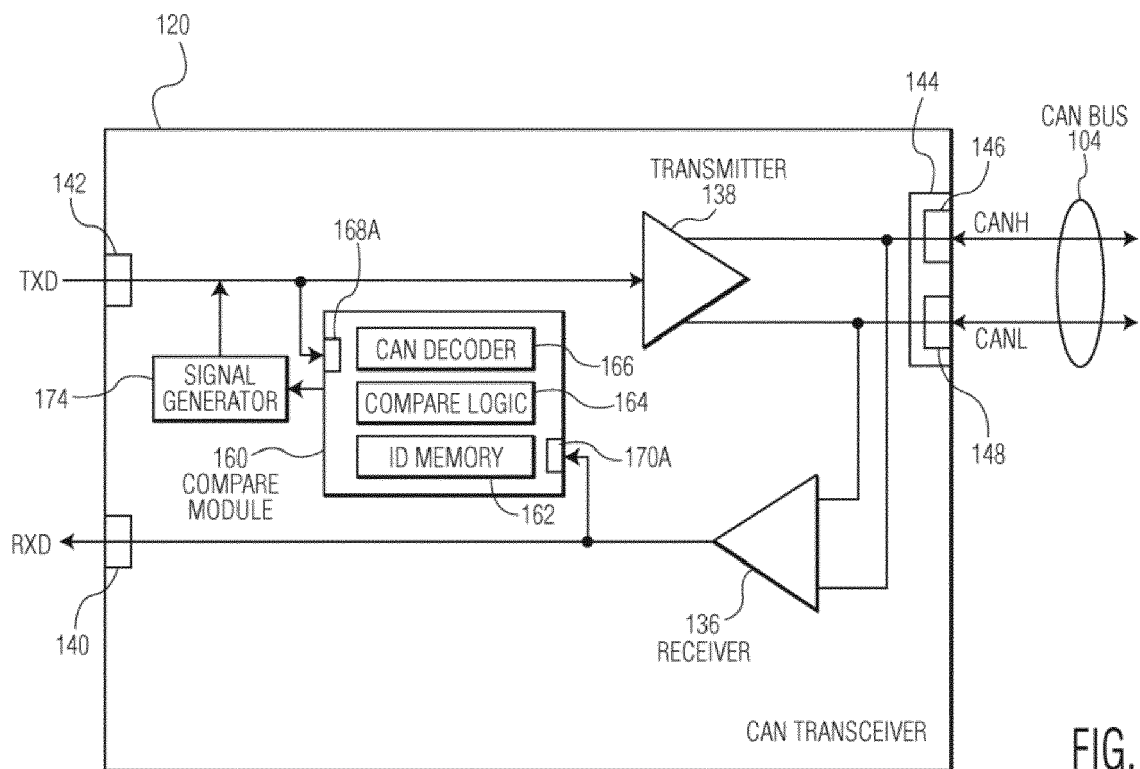 120
144
CAN BUS
104
146
TRANSMITTER
138
142
168A
CANH
TXD
CAN DECODER
166
CANL
SIGNAL
GENERATOR
174
COMPARE LOGIC
164
ID MEMORY
170A
148
160
COMPARE
MODULE
162
RXD
140
136
RECEIVER
CAN TRANSCEIVER
FIG.